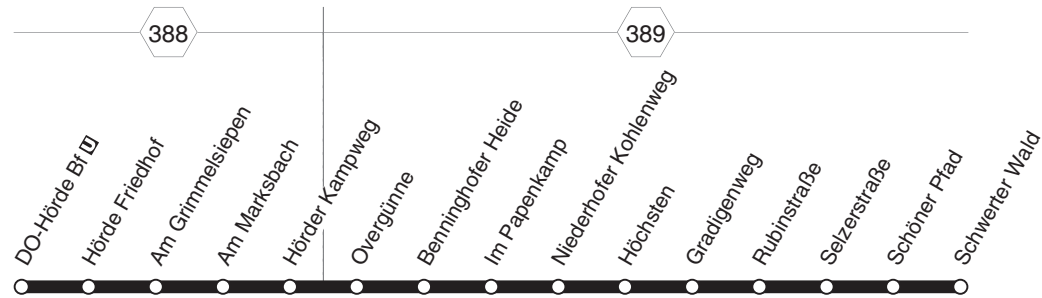 388
389
DO-Hörde Bf U
Hörde Friedhof
Am Grimmelsiepen
Am Marksbach
Hörder Kampweg
Overgünne
Benninghofer Heide
Im Papenkamp
Niederhofer Kohlenweg
Höchsten
Gradigenweg
Rubinstraße
Selzerstraße
Schöner Pfad
Schwerter Wald